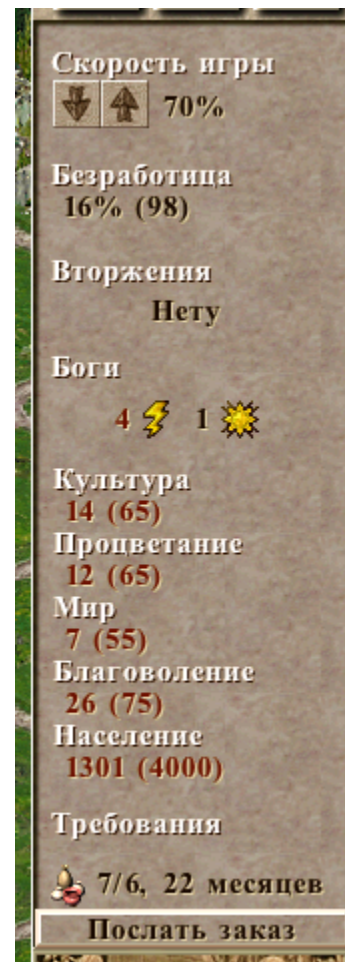 Скорость игры
70%
Безработица
16% (98)
Вторжения
Нету
Боги
4 1
Культура
14 (65)
Процветание
12 (65)
Мир
7 (55)
Благоволение
26 (75)
Население
1301 (4000)
Требования
7/6, 22 месяцев
Послать заказ